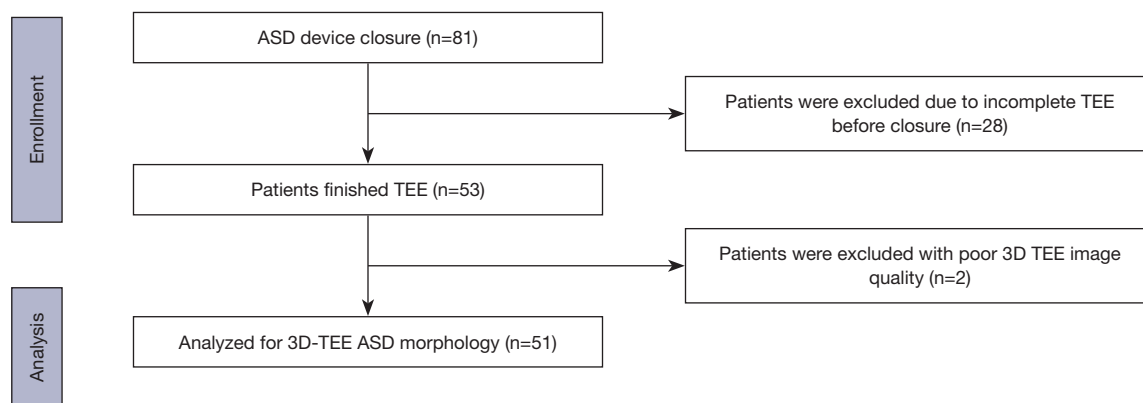 Enrollment
ASD device closure (n=81)
Patients were excluded due to incomplete TEE
before closure (n=28)
Patients finished TEE (n=53)
Patients were excluded with poor 3D TEE image
quality (n=2)
Analysis
Analyzed for 3D-TEE ASD morphology (n=51)